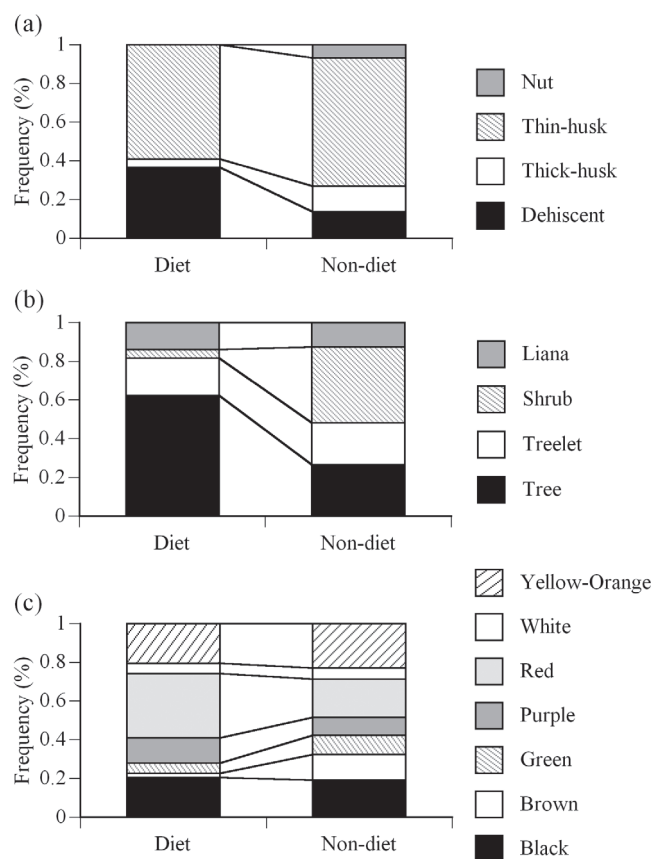 (a)
Frequency (%)
1
0.8
0.6
0.4
0.2
0
Diet
Non-diet
Nut
Thin-husk
Thick-husk
Dehiscent
(b)
Frequency (%)
1
0.8
0.6
0.4
0.2
0
Diet
Non-diet
Liana
Shrub
Treelet
Tree
(c)
Frequency (%)
1
0.8
0.6
0.4
0.2
0
Diet
Non-diet
Yellow-Orange
White
Red
Purple
Green
Brown
Black